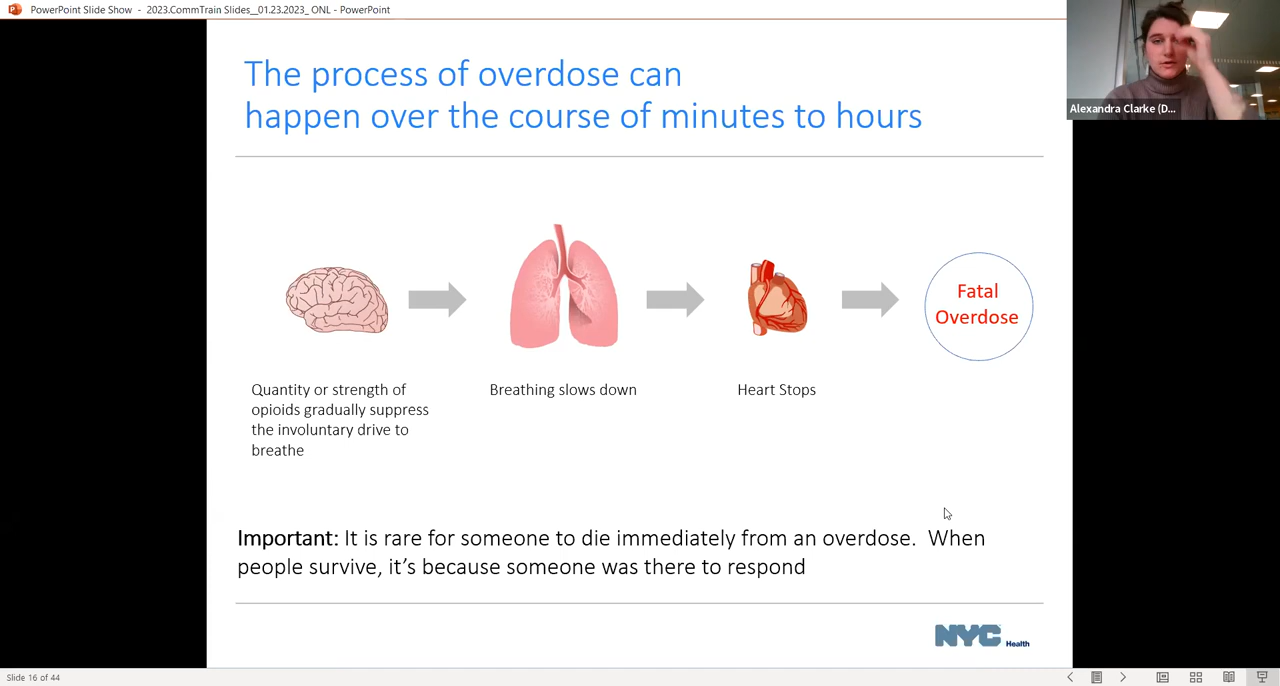 PowerPoint Slide Show - 2023.CommTrain Slides__01.23.2023_ ONL - PowerPoint
Alexandra Clarke (D...
The process of overdose can
happen over the course of minutes to hours
Fatal
Overdose
Quantity or strength of
opioids gradually suppress
the involuntary drive to
breathe
Breathing slows down
Heart Stops
Important: It is rare for someone to die immediately from an overdose.  When
people survive, it’s because someone was there to respond
NYC Health
Slide 16 of 44